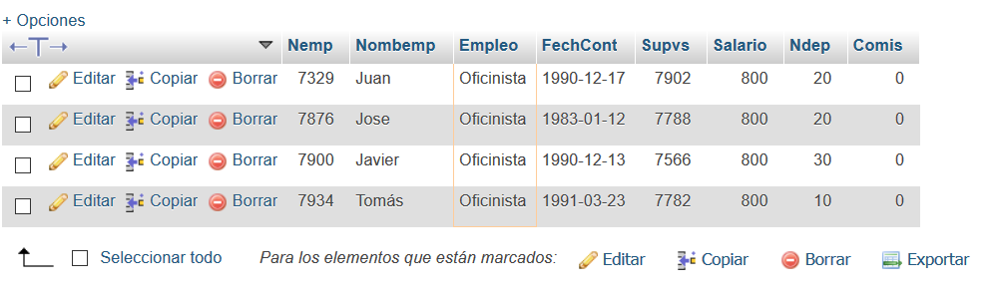 + Opciones
Nemp Nombemp Empleo FechCont Supvs Salario Ndep Comis
Editar Copiar Borrar 7329 Juan Oficinista 1990-12-17 7902 800 20 0
Editar Copiar Borrar 7876 Jose Oficinista 1983-01-12 7788 800 20 0
Editar Copiar Borrar 7900 Javier Oficinista 1990-12-13 7566 800 30 0
Editar Copiar Borrar 7934 Tomás Oficinista 1991-03-23 7782 800 10 0
Seleccionar todo Para los elementos que están marcados: Editar Copiar Borrar Exportar